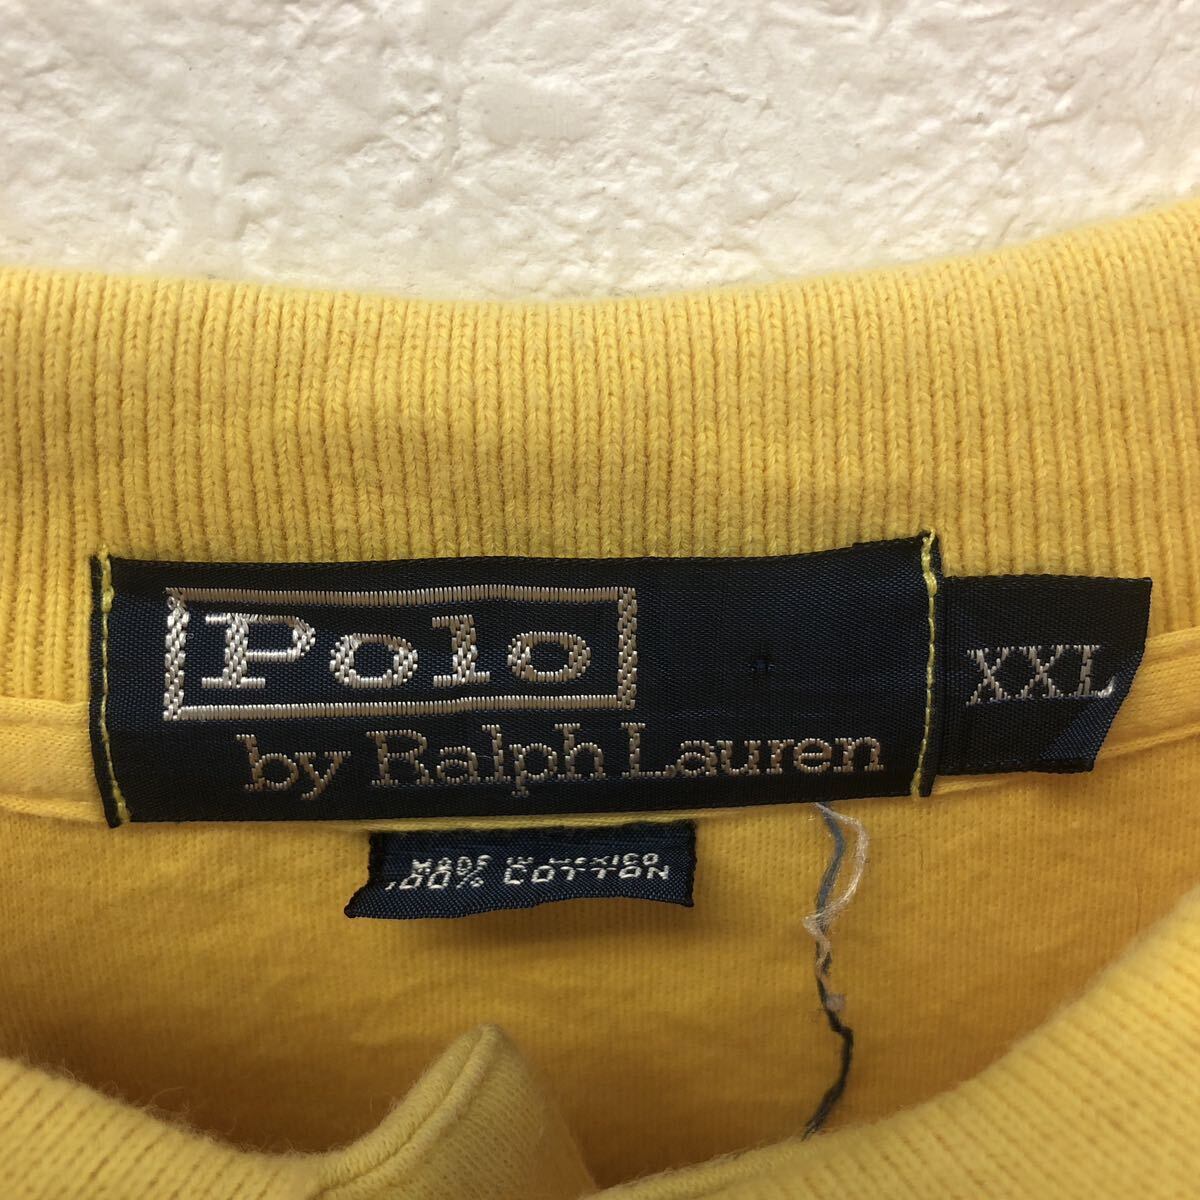 Polo
by Ralph Lauren
XXL
MADE IN MEXICO
100% COTTON